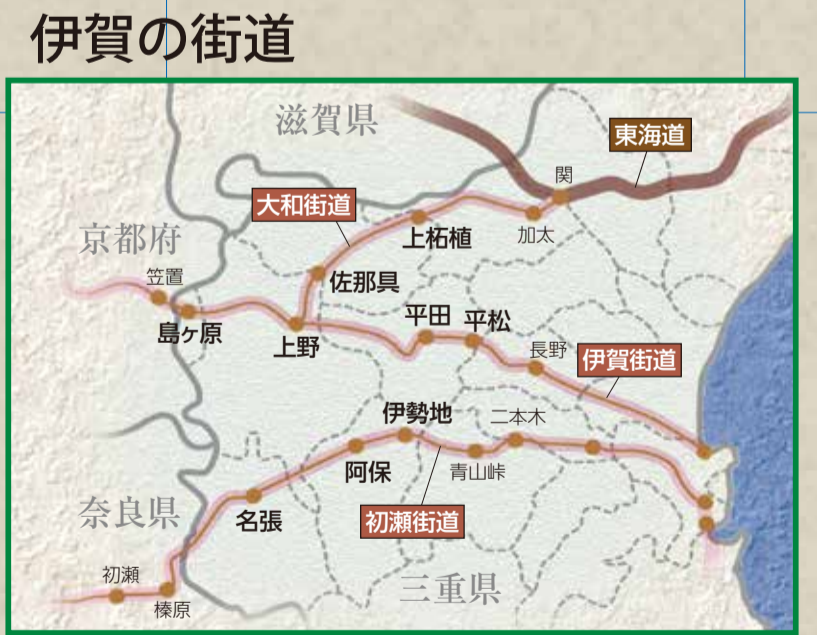 伊賀の街道
滋賀県
東海道
関
大和街道
上柘植
加太
京都府
笠置
佐那具
島ヶ原
上野
平田
平松
長野
伊賀街道
伊勢地
二本木
阿保
青山峠
名張
初瀬街道
奈良県
初瀬
榛原
三重県